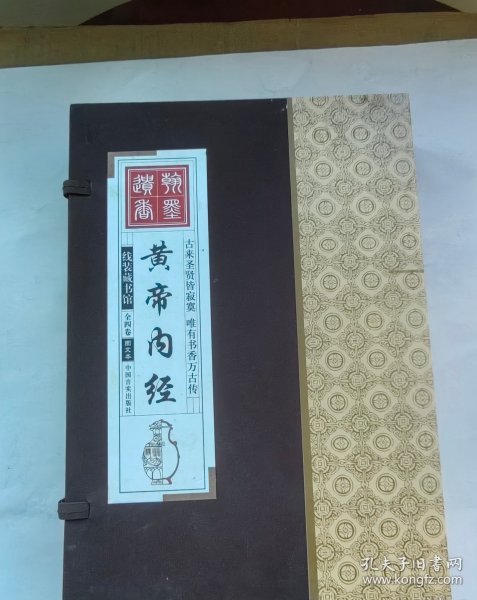 翰墨
遗香
古来圣贤皆寂寞 唯有书香万古传
黄帝内经
线装藏书馆
全四卷
图文本
中国言实出版社
孔夫子旧书网
www.kongfz.com